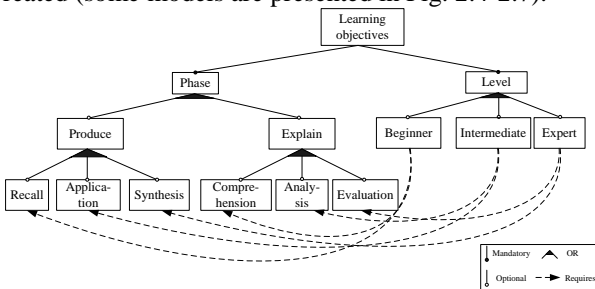 reated (some models are presented in Fig. 2.4-2.7).
Learning
objectives
Phase
Level
Produce
Explain
Beginner
Intermediate
Expert
Recall
Applica-
tion
Synthesis
Compre-
hension
Analy-
sis
Evaluation
Mandatory
OR
Optional
Requires